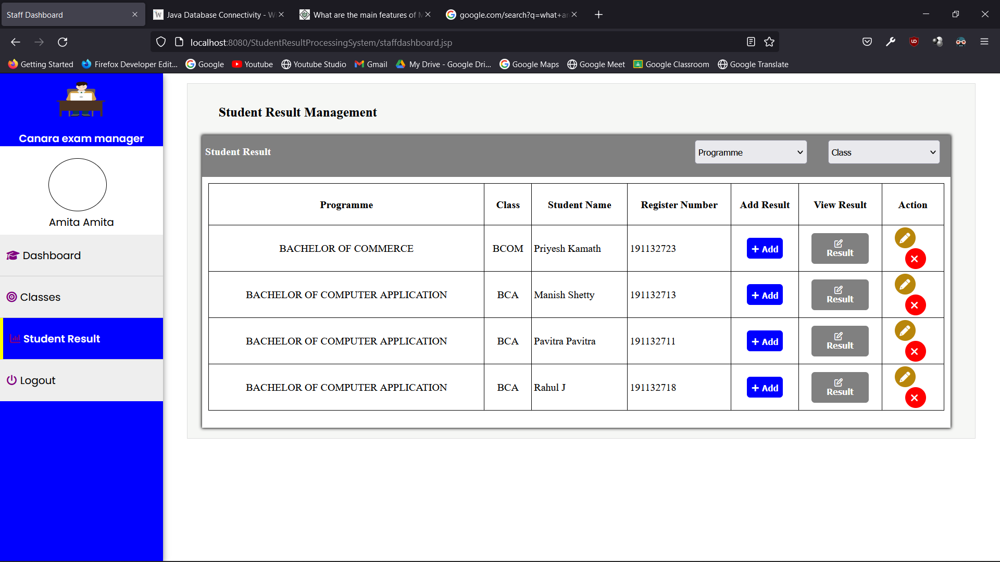 Staff Dashboard
Java Database Connectivity - W
What are the main features of M
google.com/search?q=what+ar
localhost:8080/StudentResultProcessingSystem/staffdashboard.jsp
Getting Started
Firefox Developer Edit...
Google
Youtube
Youtube Studio
Gmail
My Drive - Google Dri...
Google Maps
Google Meet
Google Classroom
Google Translate
Canara exam manager
Amita Amita
Dashboard
Classes
Student Result
Logout
Student Result Management
Student Result
Programme
Class
Programme Class Student Name Register Number Add Result View Result Action
BACHELOR OF COMMERCE BCOM Priyesh Kamath 191132723 + Add Result
BACHELOR OF COMPUTER APPLICATION BCA Manish Shetty 191132713 + Add Result
BACHELOR OF COMPUTER APPLICATION BCA Pavitra Pavitra 191132711 + Add Result
BACHELOR OF COMPUTER APPLICATION BCA Rahul J 191132718 + Add Result